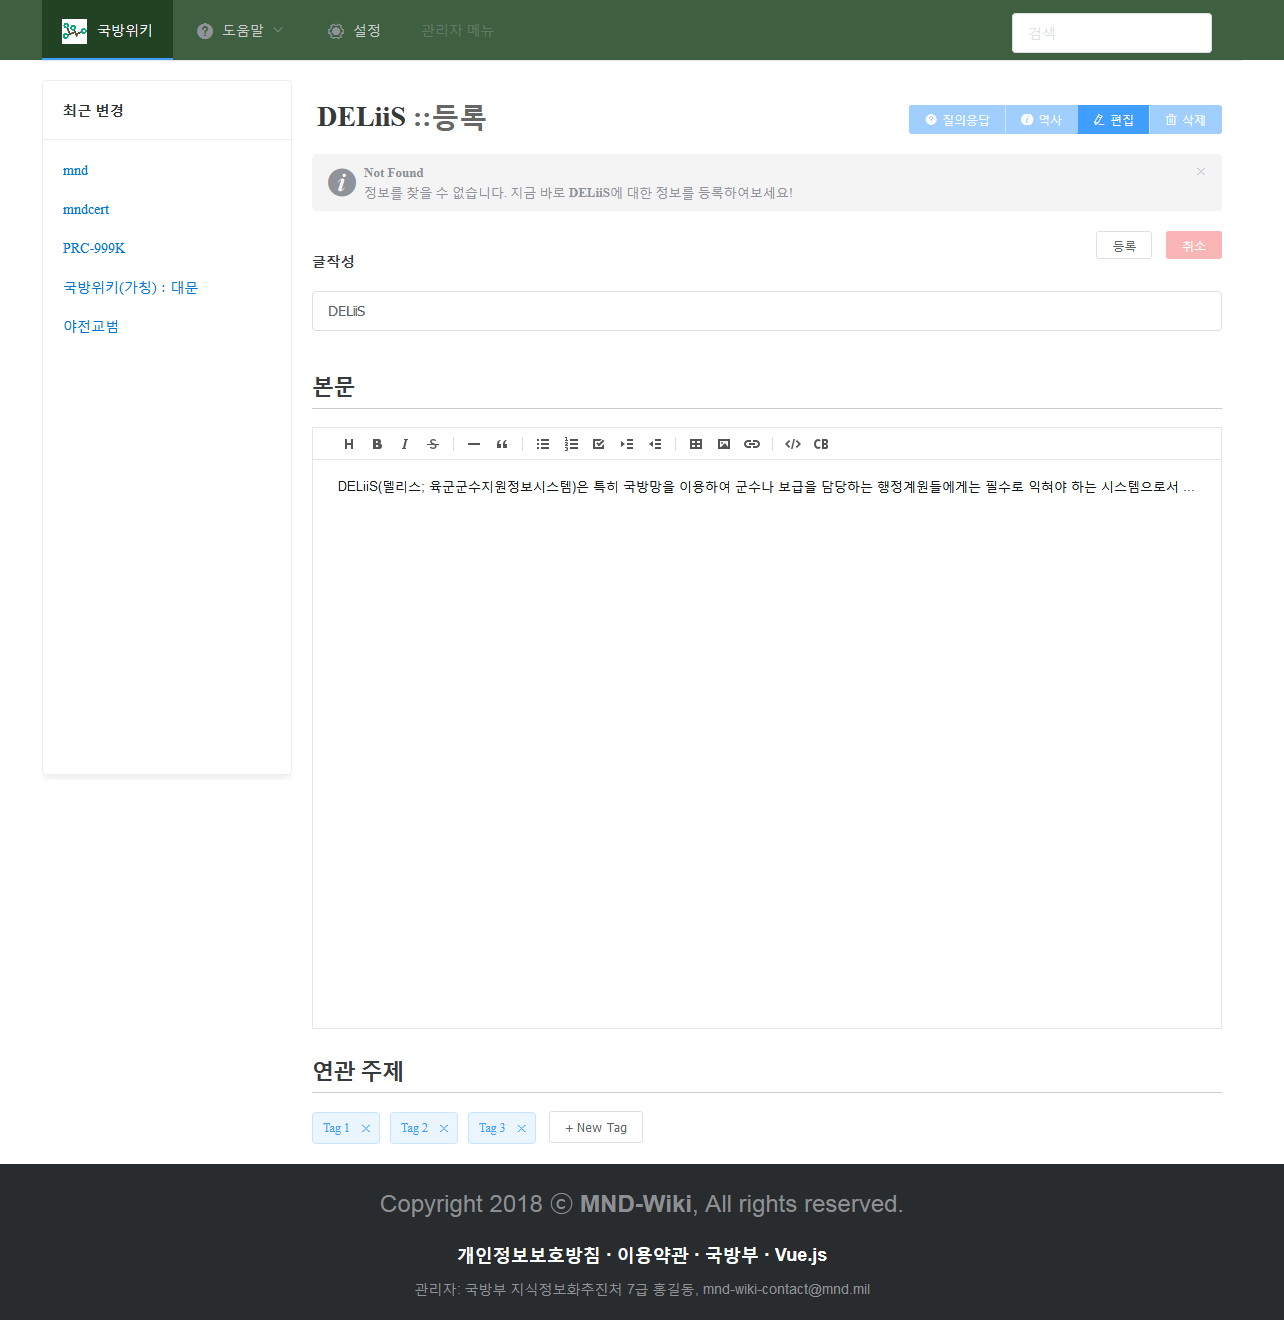 국방위키
도움말
설정
관리자 메뉴
검색
최근 변경
mnd
mndcert
PRC-999K
국방위키(가칭) : 대문
야전교범
DELiiS ::등록
질의응답
역사
편집
삭제
Not Found
정보를 찾을 수 없습니다. 지금 바로 DELiiS에 대한 정보를 등록하여보세요!
등록
취소
글작성
DELiiS
본문
H B I S
CB
DELiiS(델리스; 육군군수지원정보시스템)은 특히 국방망을 이용하여 군수나 보급을 담당하는 행정계원들에게는 필수로 익혀야 하는 시스템으로서 ...
연관 주제
Tag 1
Tag 2
Tag 3
+ New Tag
Copyright 2018 ⓒ MND-Wiki, All rights reserved.
개인정보보호방침 · 이용약관 · 국방부 · Vue.js
관리자: 국방부 지식정보화추진처 7급 홍길동, mnd-wiki-contact@mnd.mil